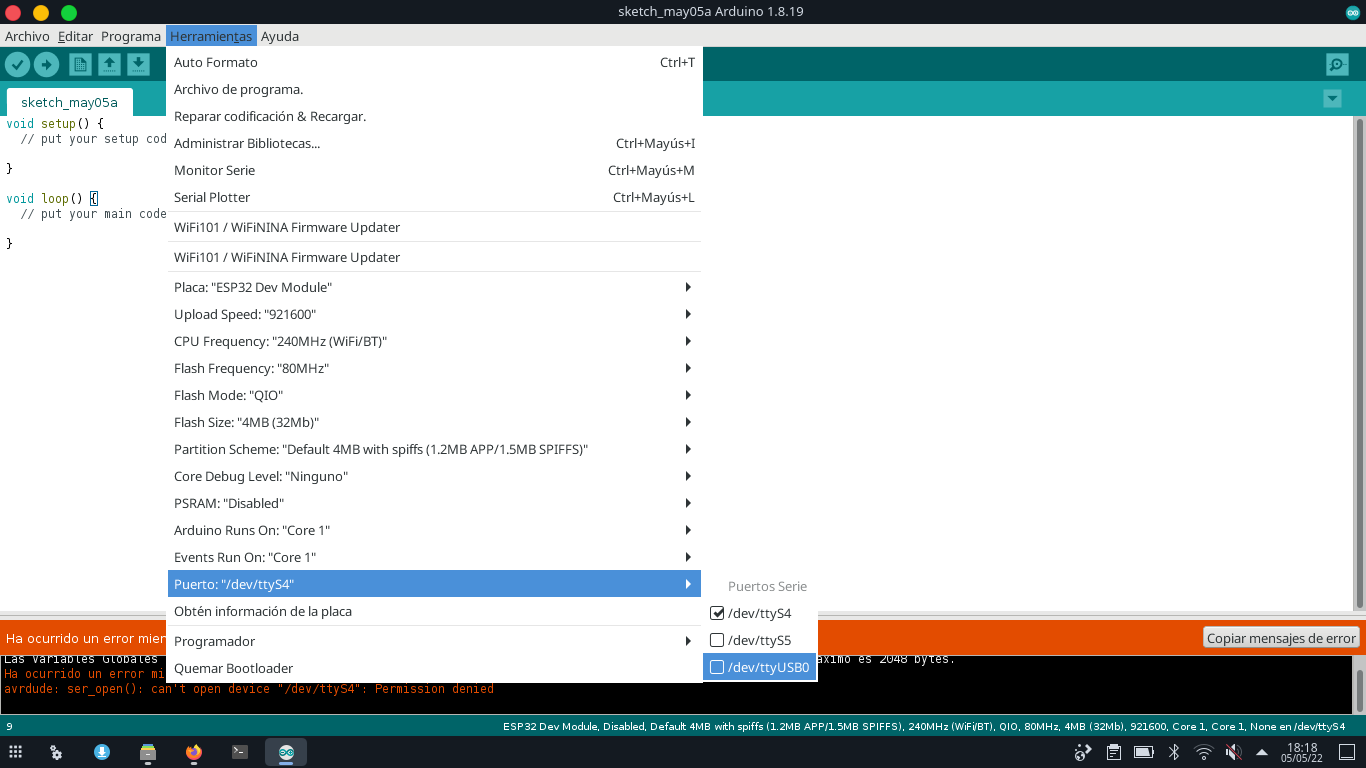 sketch_may05a Arduino 1.8.19
Archivo Editar Programa Herramientas Ayuda
sketch_may05a
void setup() {
// put your setup cod
}
void loop() {
// put your main code
}
Auto Formato Ctrl+T
Archivo de programa.
Reparar codificación & Recargar.
Administrar Bibliotecas... Ctrl+Mayús+I
Monitor Serie Ctrl+Mayús+M
Serial Plotter Ctrl+Mayús+L
WiFi101 / WiFiNINA Firmware Updater
WiFi101 / WiFiNINA Firmware Updater
Placa: "ESP32 Dev Module"
Upload Speed: "921600"
CPU Frequency: "240MHz (WiFi/BT)"
Flash Frequency: "80MHz"
Flash Mode: "QIO"
Flash Size: "4MB (32Mb)"
Partition Scheme: "Default 4MB with spiffs (1.2MB APP/1.5MB SPIFFS)"
Core Debug Level: "Ninguno"
PSRAM: "Disabled"
Arduino Runs On: "Core 1"
Events Run On: "Core 1"
Puerto: "/dev/ttyS4"
Obtén información de la placa
Programador
Quemar Bootloader
Puertos Serie
/dev/ttyS4
/dev/ttyS5
/dev/ttyUSB0
Ha ocurrido un error mien
Copiar mensajes de error
Las Variables Globales áximo es 2048 bytes.
Ha ocurrido un error mi
avrdude: ser_open(): can't open device "/dev/ttyS4": Permission denied
9 ESP32 Dev Module, Disabled, Default 4MB with spiffs (1.2MB APP/1.5MB SPIFFS), 240MHz (WiFi/BT), QIO, 80MHz, 4MB (32Mb), 921600, Core 1, Core 1, None en /dev/ttyS4
18:18
05/05/22